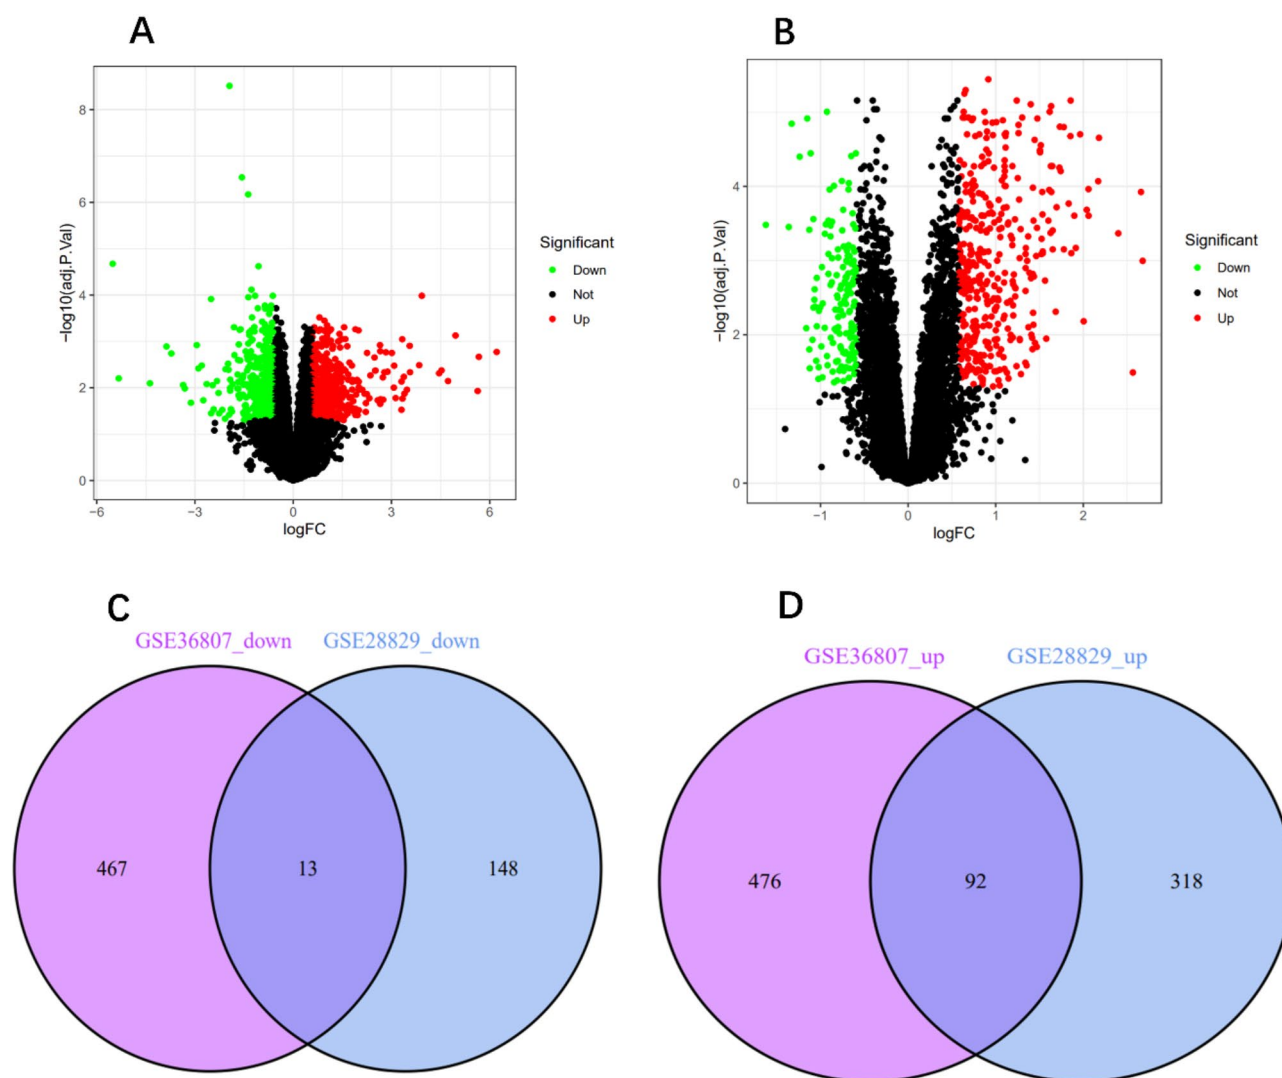 A
B
8
6
4
2
0
−6
−3
0
3
6
−log10(adj.P.Val)
logFC
Significant
Down
Not
Up
4
2
0
−1
0
1
2
−log10(adj.P.Val)
logFC
Significant
Down
Not
Up
C
GSE36807_down
GSE28829_down
467
13
148
D
GSE36807_up
GSE28829_up
476
92
318